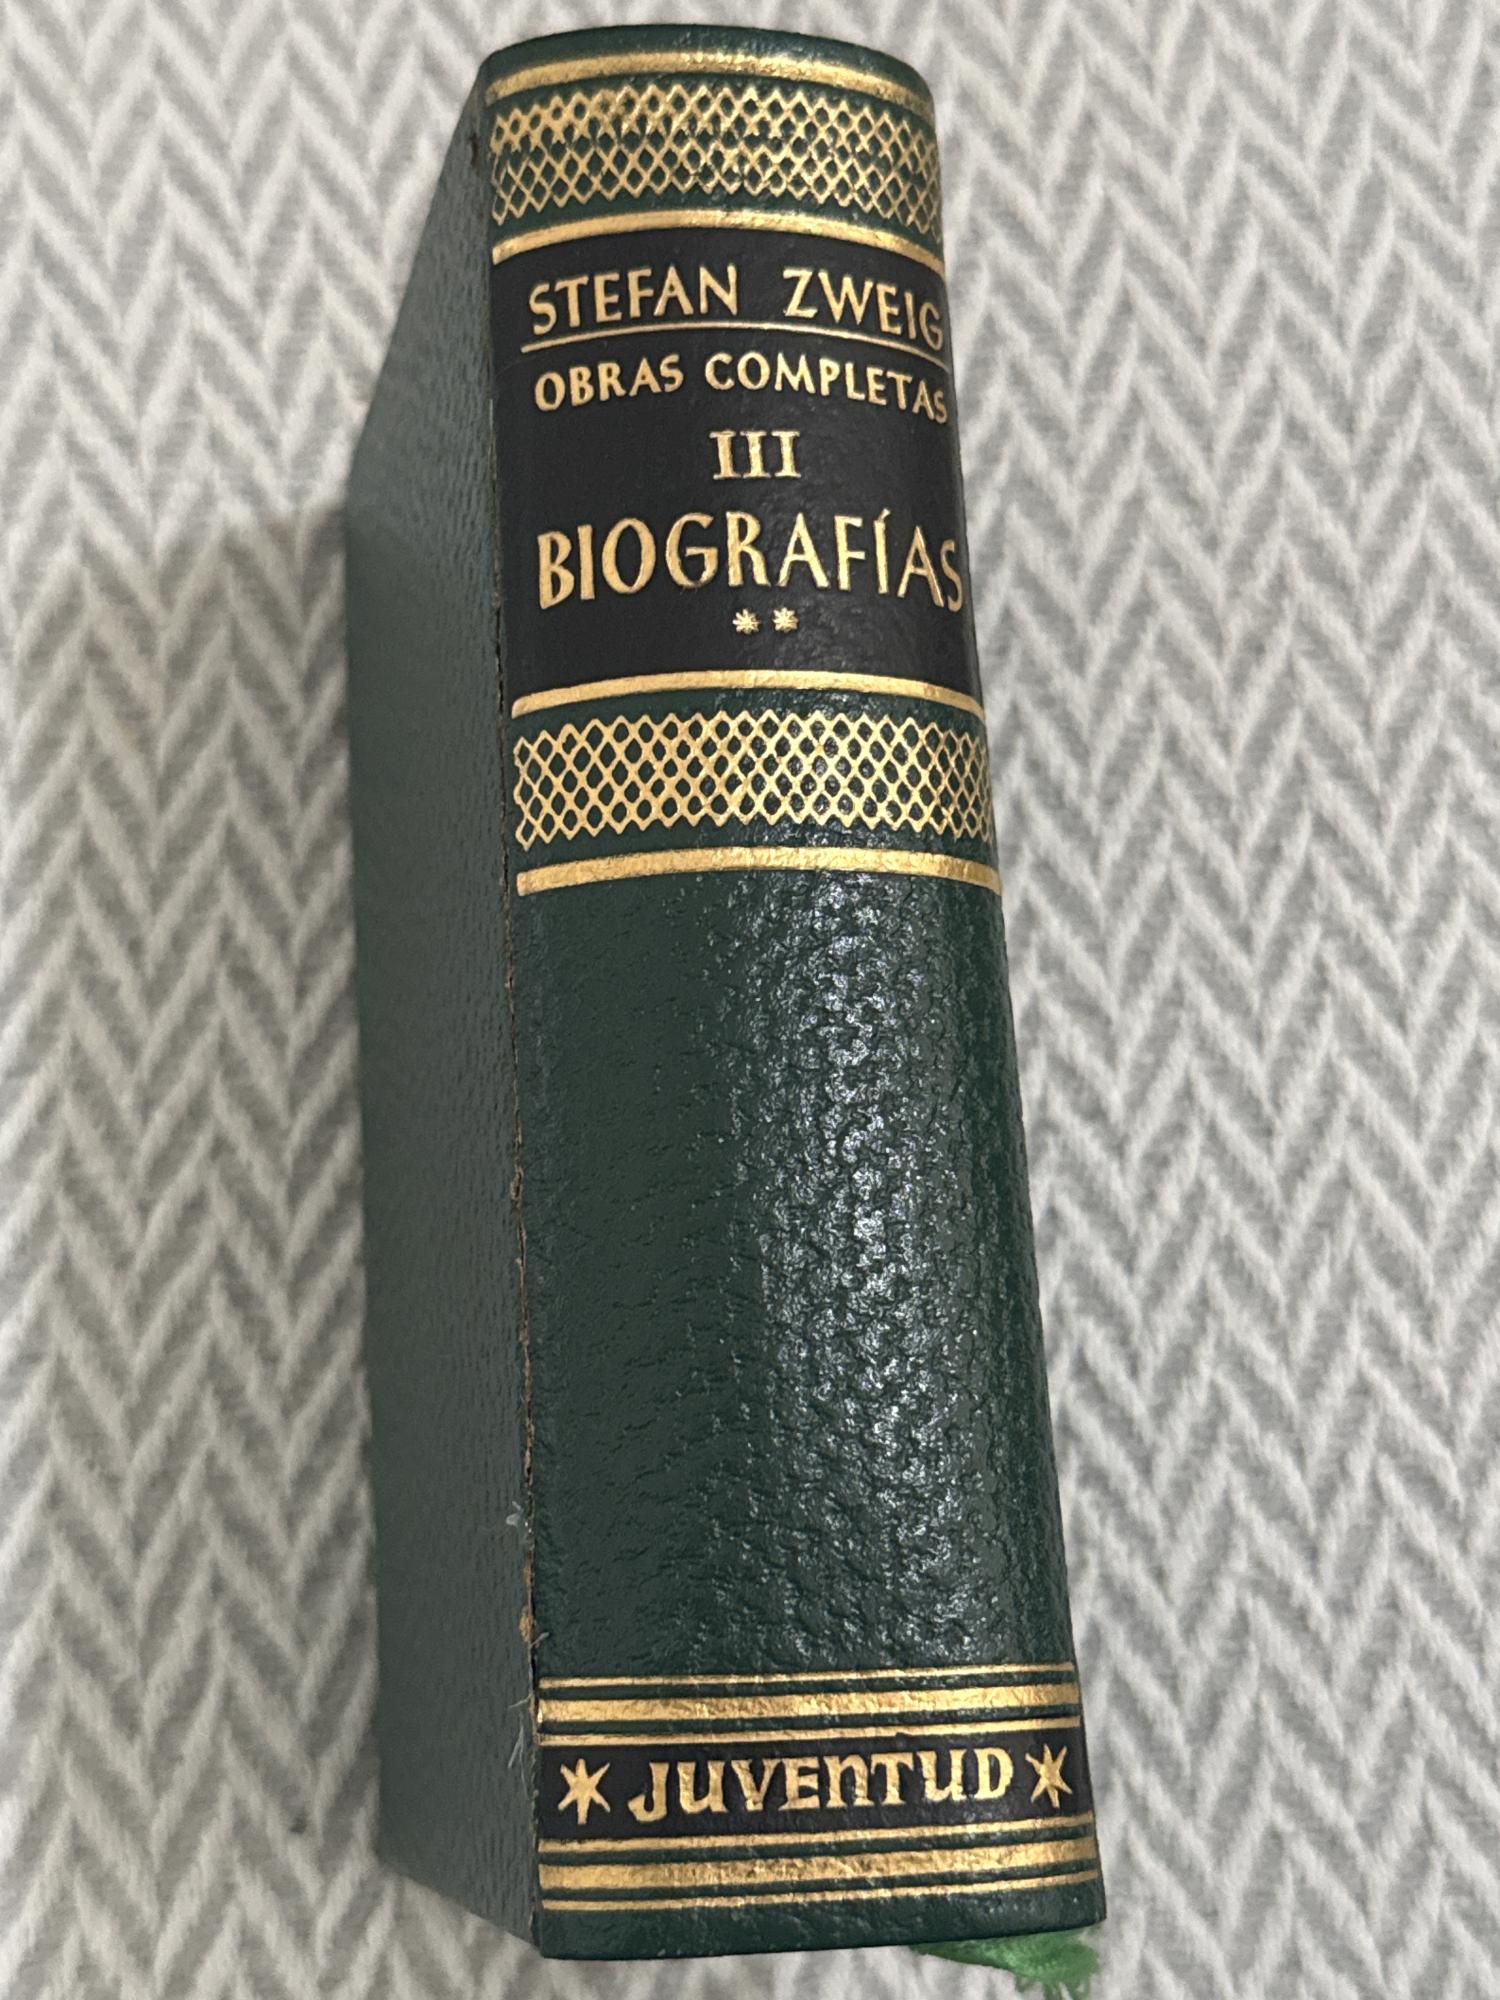 STEFAN ZWEIG
OBRAS COMPLETAS
III
BIOGRAFÍAS
**
* JUVENTUD *